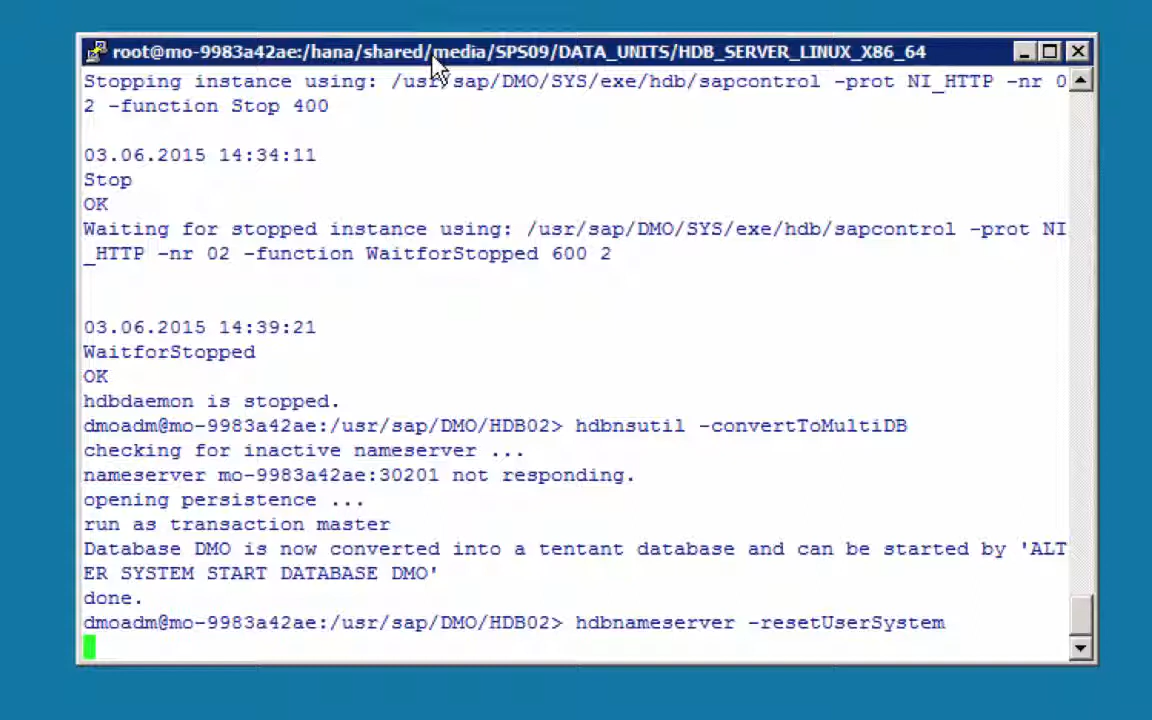 root@mo-9983a42ae:/hana/shared/media/SPS09/DATA_UNITS/HDB_SERVER_LINUX_X86_64
Stopping instance using: /usr/sap/DMO/SYS/exe/hdb/sapcontrol -prot NI_HTTP -nr 0
2 -function Stop 400
03.06.2015 14:34:11
Stop
OK
Waiting for stopped instance using: /usr/sap/DMO/SYS/exe/hdb/sapcontrol -prot NI
_HTTP -nr 02 -function WaitforStopped 600 2
03.06.2015 14:39:21
WaitforStopped
OK
hdbdaemon is stopped.
dmoadm@mo-9983a42ae:/usr/sap/DMO/HDB02> hdbnsutil -convertToMultiDB
checking for inactive nameserver ...
nameserver mo-9983a42ae:30201 not responding.
opening persistence ...
run as transaction master
Database DMO is now converted into a tentant database and can be started by 'ALT
ER SYSTEM START DATABASE DMO'
done.
dmoadm@mo-9983a42ae:/usr/sap/DMO/HDB02> hdbnameserver -resetUserSystem